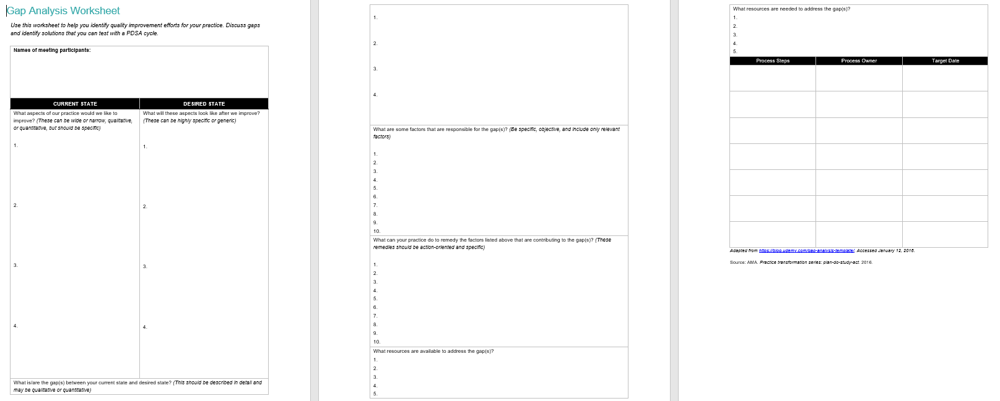 Gap Analysis Worksheet
Use this worksheet to help you identify quality improvement efforts for your practice. Discuss gaps
and identify solutions that you can test with a PDSA cycle.
Names of meeting participants:
CURRENT STATE
DESIRED STATE
What aspects of our practice would we like to
improve? (These can be wide or narrow, qualitative,
or quantitative, but should be specific)
1.
2.
3.
4.
What will these aspects look like after we improve?
(These can be highly specific or generic)
1.
2.
3.
4.
What is/are the gap(s) between your current state and desired state? (This should be described in detail and
may be qualitative or quantitative)
1.
2.
3.
4.
What are some factors that are responsible for the gap(s)? (Be specific, objective, and include only relevant
factors)
1.
2.
3.
4.
5.
6.
7.
8.
9.
10.
What can your practice do to remedy the factors listed above that are contributing to the gap(s)? (These
remedies should be action-oriented and specific)
1.
2.
3.
4.
5.
6.
7.
8.
9.
10.
What resources are available to address the gap(s)?
1.
2.
3.
4.
5.
What resources are needed to address the gap(s)?
1.
2.
3.
4.
5.
Process Steps
Process Owner
Target Date
Adapted from https://blog.udemy.com/gap-analysis-template/. Accessed January 12, 2016.
Source: AMA. Practice transformation series: plan-do-study-act. 2016.